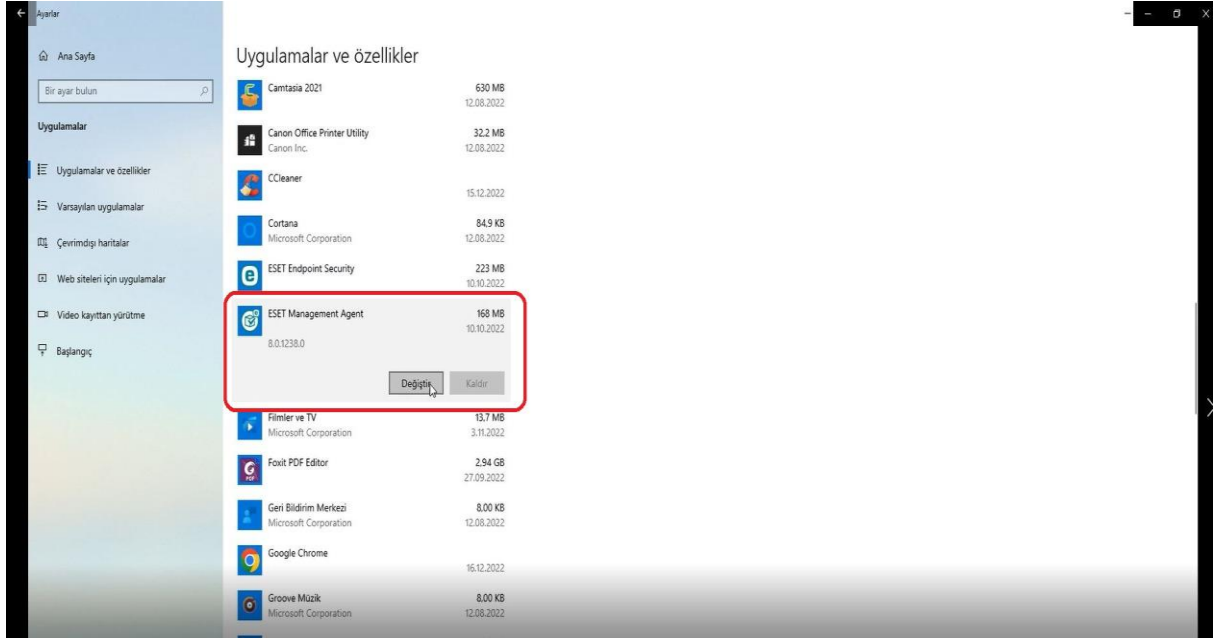 Ayarlar
Ana Sayfa
Bir ayar bulun
Uygulamalar
Uygulamalar ve özellikler
Varsayılan uygulamalar
Çevrimdışı haritalar
Web siteleri için uygulamalar
Video kayıttan yürütme
Başlangıç
Uygulamalar ve özellikler
Camtasia 2021 630 MB
12.08.2022
Canon Office Printer Utility 32,2 MB
Canon Inc. 12.08.2022
CCleaner
15.12.2022
Cortana 84,9 KB
Microsoft Corporation 12.08.2022
ESET Endpoint Security 223 MB
10.10.2022
ESET Management Agent 168 MB
10.10.2022
8.0.1238.0
Değiştir Kaldır
Filmler ve TV 13,7 MB
Microsoft Corporation 3.11.2022
Foxit PDF Editor 2,94 GB
27.09.2022
Geri Bildirim Merkezi 8,00 KB
Microsoft Corporation 12.08.2022
Google Chrome
16.12.2022
Groove Müzik 8,00 KB
Microsoft Corporation 12.08.2022